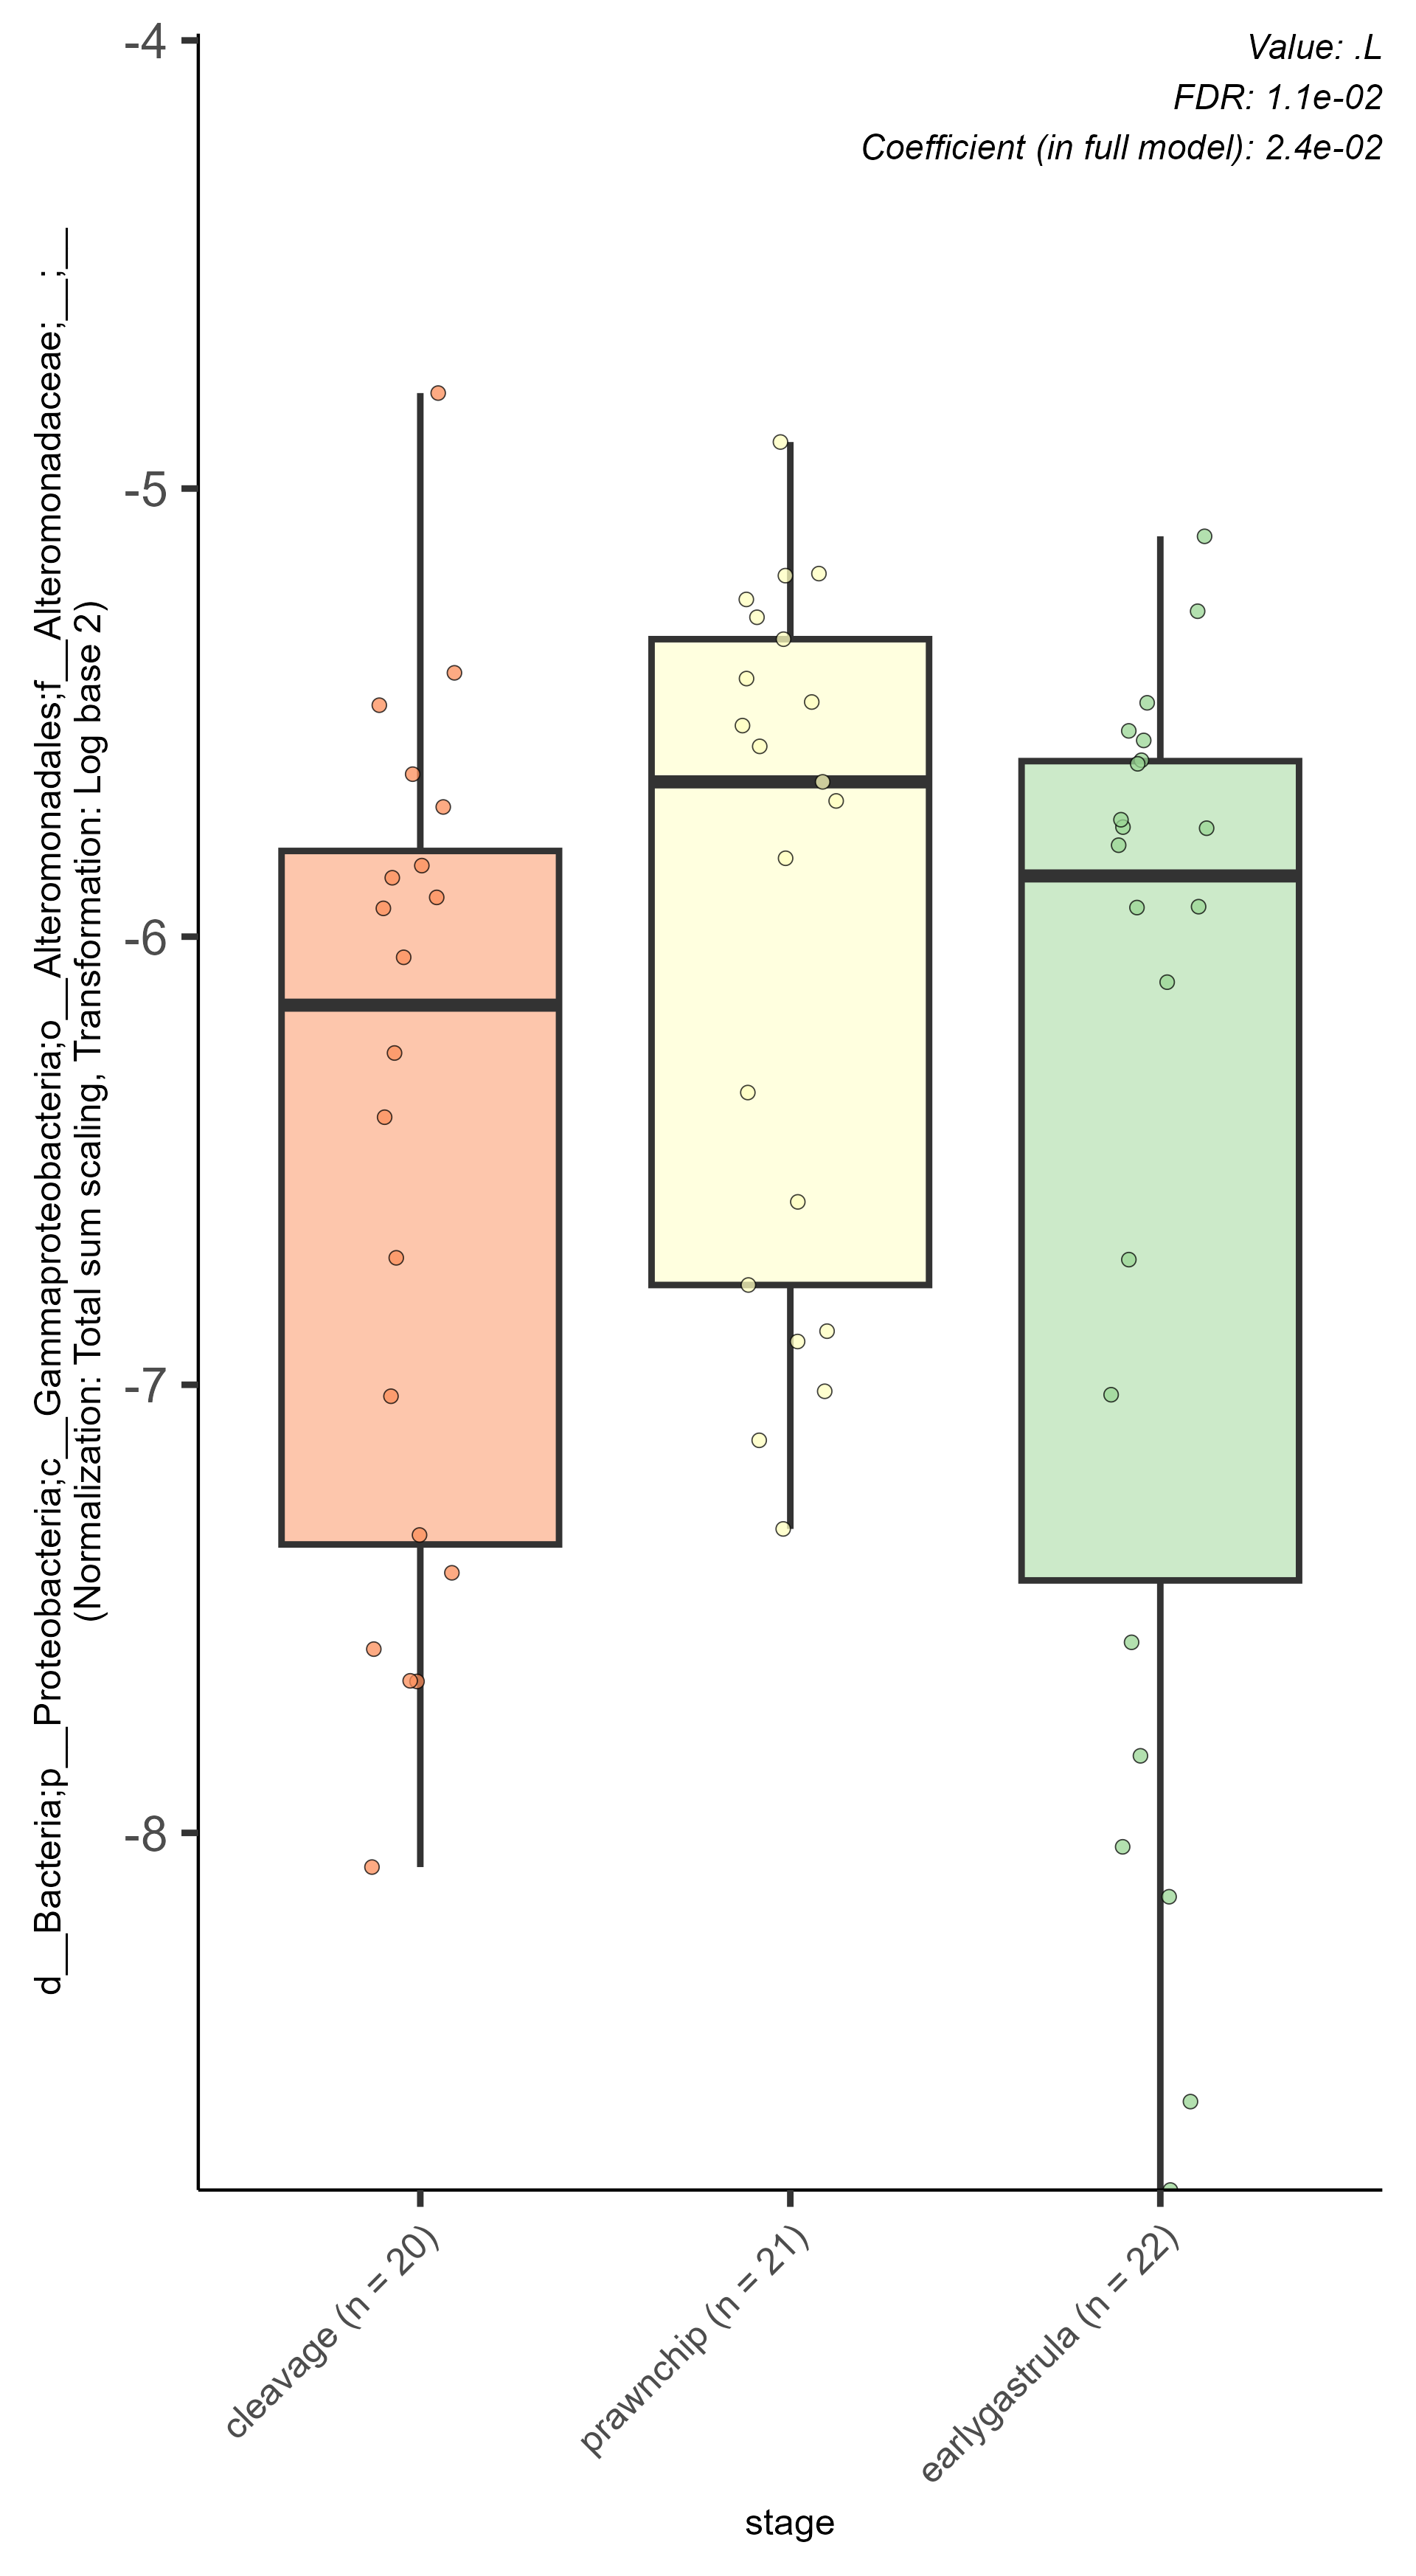 Value: .L
FDR: 1.1e-02
Coefficient (in full model): 2.4e-02
d__Bacteria;p__Proteobacteria;c__Gammaproteobacteria;o__Alteromonadales;f__Alteromonadaceae;__;__
(Normalization: Total sum scaling, Transformation: Log base 2)
-4
-5
-6
-7
-8
cleavage (n = 20)
prawnchip (n = 21)
earlygastrula (n = 22)
stage